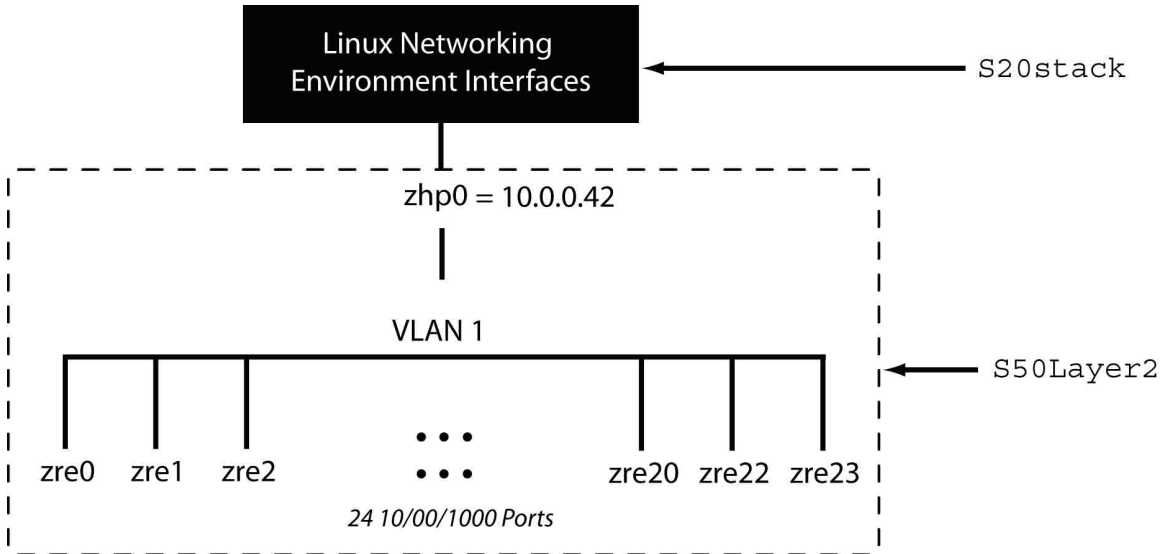 Linux Networking
Environment Interfaces
S20stack
zhp0 = 10.0.0.42
VLAN 1
S50Layer2
zre0 zre1 zre2 ... zre20 zre22 zre23
...
24 10/00/1000 Ports